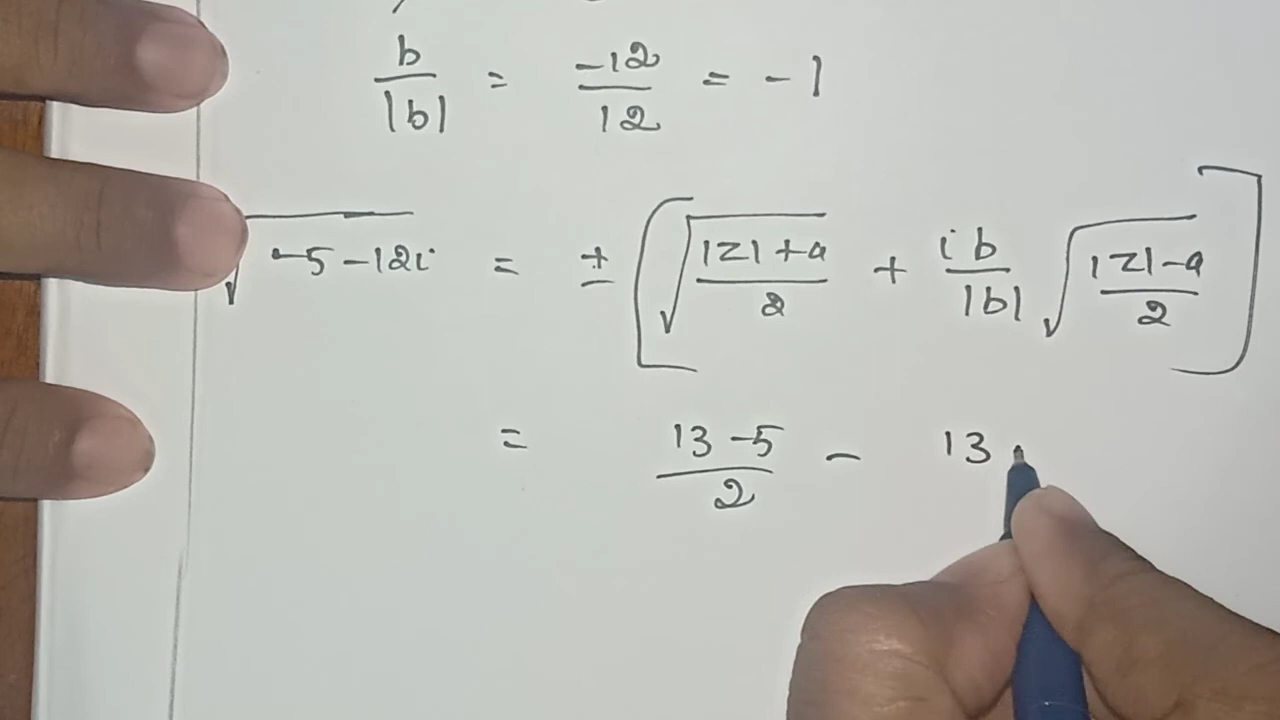 b/|b| = -12/12 = -1
√(-5-12i) = ± [√((|z|+a)/2) + ib/|b| √((|z|-a)/2)]
= (13-5)/2 - 13